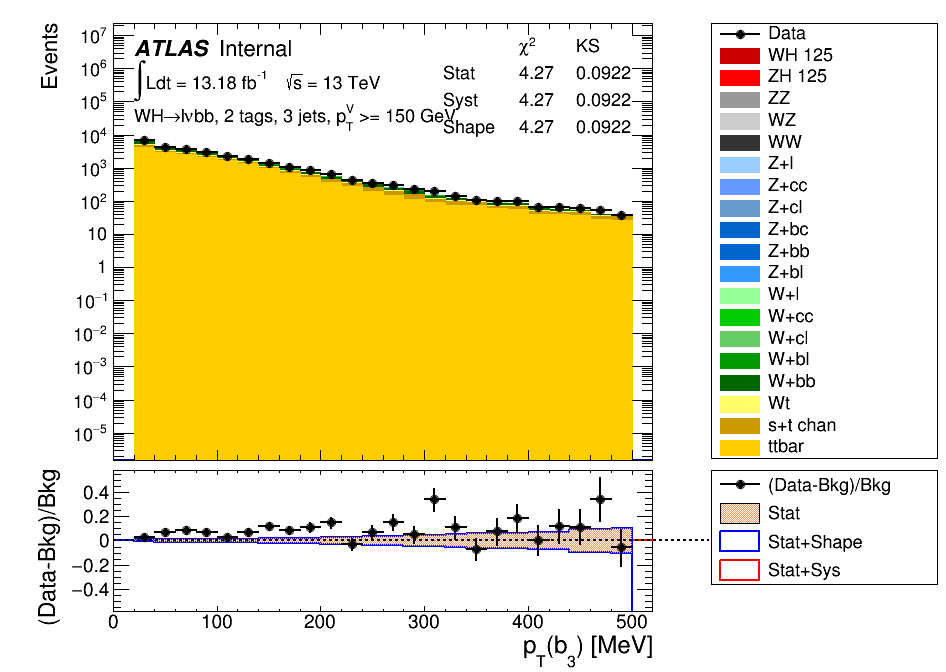 Events
10⁷
10⁶
10⁵
10⁴
10³
10²
10
1
10⁻¹
10⁻²
10⁻³
10⁻⁴
10⁻⁵
ATLAS Internal
∫Ldt = 13.18 fb⁻¹ √s = 13 TeV
WH→lνbb, 2 tags, 3 jets, p_T^V >= 150 GeV
χ² KS
Stat 4.27 0.0922
Syst 4.27 0.0922
Shape 4.27 0.0922
Data
WH 125
ZH 125
ZZ
WZ
WW
Z+l
Z+cc
Z+cl
Z+bc
Z+bb
Z+bl
W+l
W+cc
W+cl
W+bl
W+bb
Wt
s+t chan
ttbar
(Data-Bkg)/Bkg
0.4
0.2
0
−0.2
−0.4
0 100 200 300 400 500
p_T(b₃) [MeV]
(Data-Bkg)/Bkg
Stat
Stat+Shape
Stat+Sys